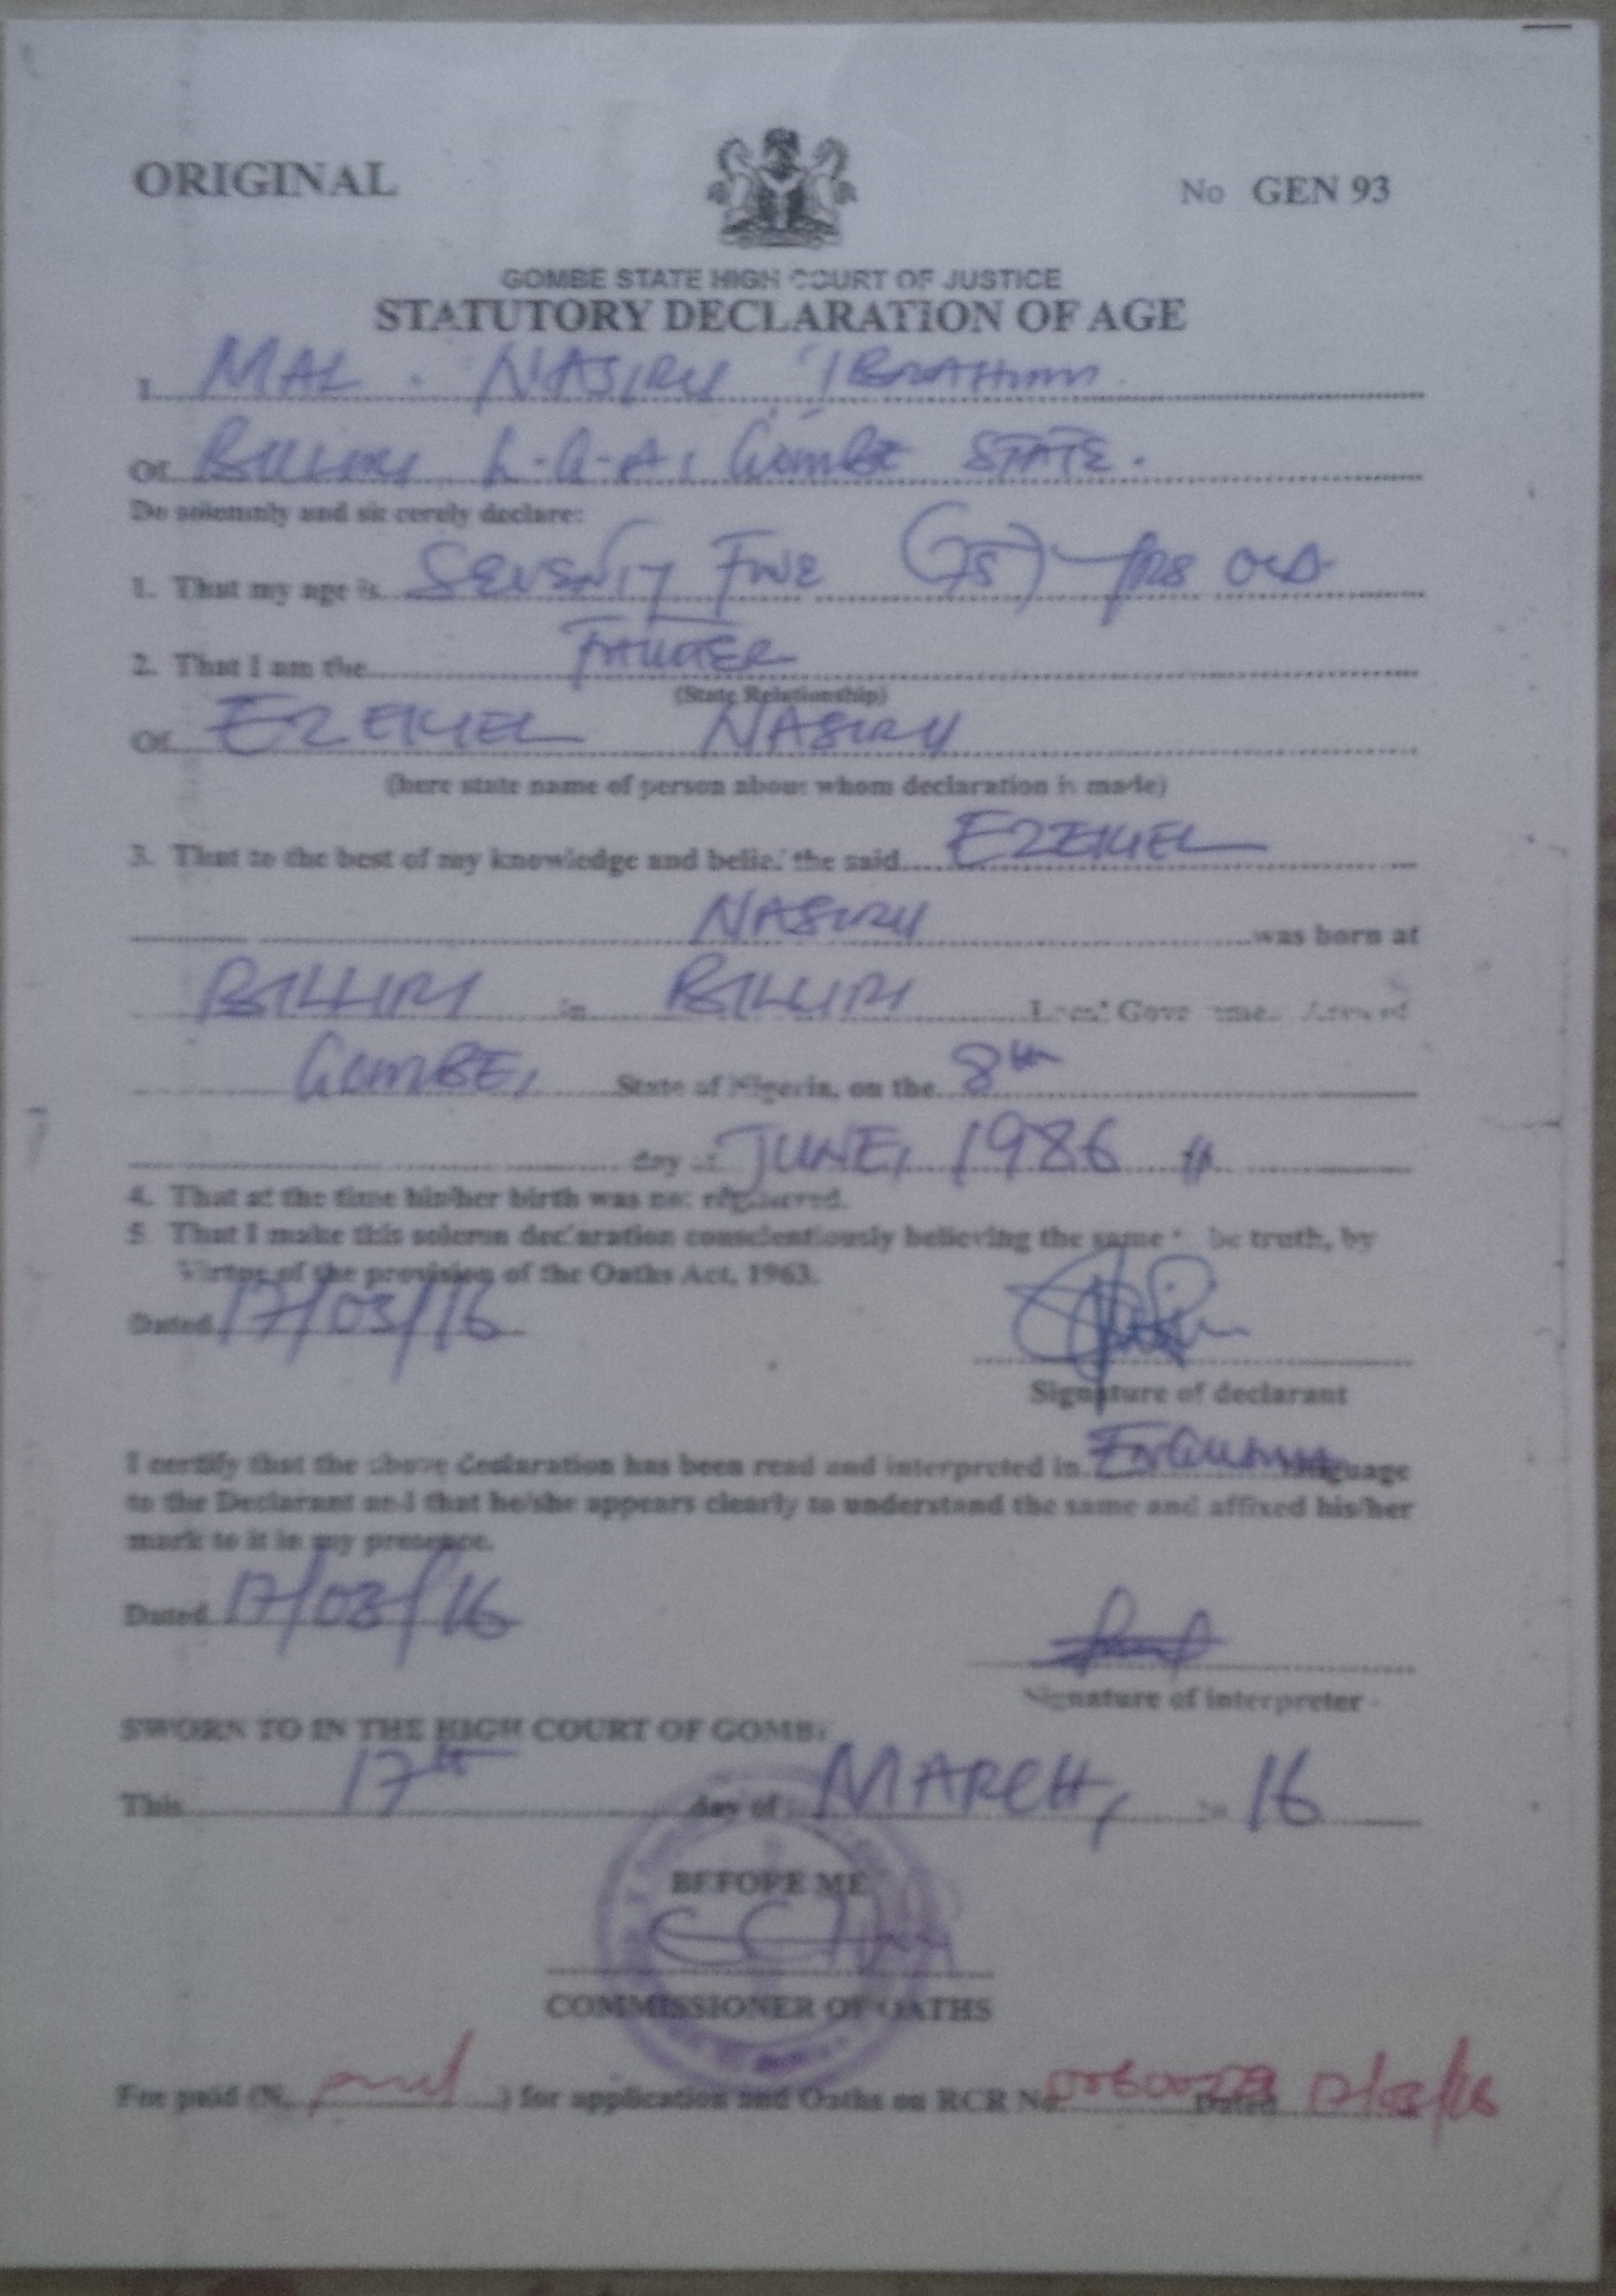 ORIGINAL
No GEN 93
GOMBE STATE HIGH COURT OF JUSTICE
STATUTORY DECLARATION OF AGE
I MAL. NASIRU IBRAHIM
Of BILLIRI L.G.A, GOMBE STATE.
Do solemnly and sincerely declare:
1. That my age is SEVENTY FIVE (75) yrs OLD
2. That I am the FATHER
(State Relationship)
Of EZEKIEL NASIRU
(here state name of person about whom declaration is made)
3. That to the best of my knowledge and belief the said EZEKIEL
NASIRU was born at
BILLIRI in BILLIRI Local Government Area of
GOMBE, State of Nigeria, on the 8th
day of JUNE, 1986
4. That at the time his/her birth was not registered.
5 That I make this solemn declaration conscientiously believing the same be truth, by
Virtue of the provision of the Oaths Act, 1963.
Dated 17/03/16
Signature of declarant
I certify that the above declaration has been read and interpreted in language
to the Declarant and that he/she appears clearly to understand the same and affixed his/her
mark to it in my presence.
Dated 17/03/16
Signature of interpreter
SWORN TO IN THE HIGH COURT OF GOMBE
This 17th day of MARCH, 16
BEFORE ME
COMMISSIONER OF OATHS
For paid (N paid ) for application and Oaths on RCR No Dated 17/03/16